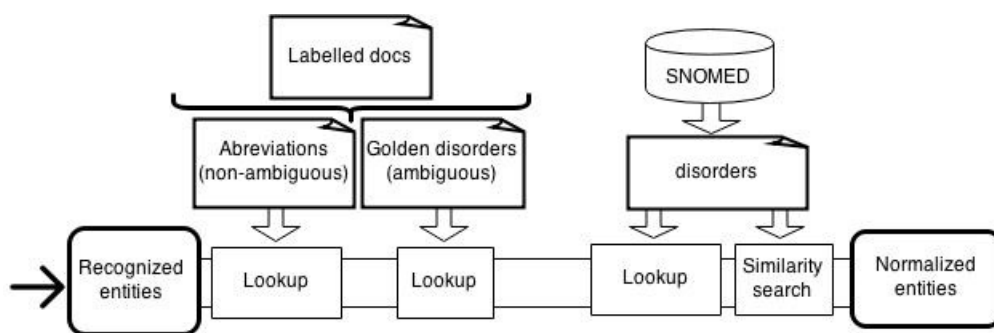 Labelled docs
SNOMED
Abreviations
(non-ambiguous)
Golden disorders
(ambiguous)
disorders
Recognized
entities
Lookup
Lookup
Lookup
Similarity
search
Normalized
entities